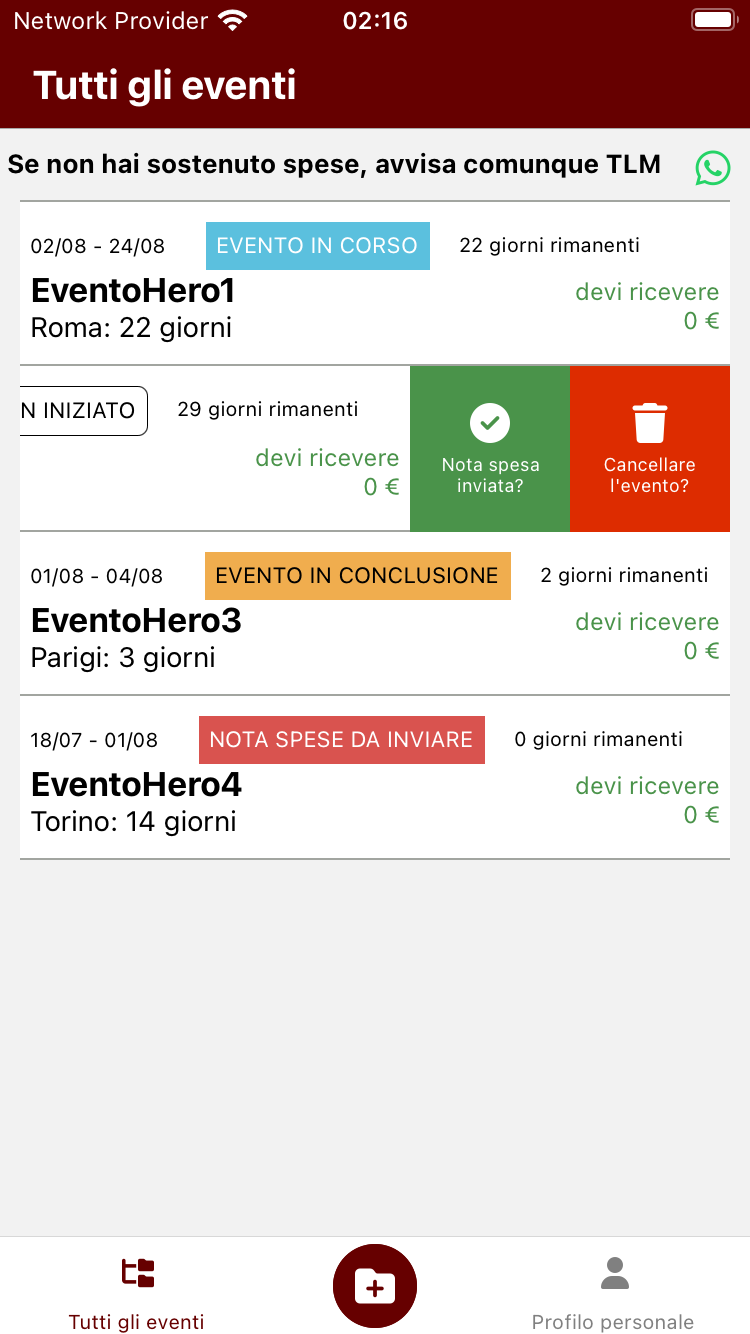 Network Provider 02:16
Tutti gli eventi
Se non hai sostenuto spese, avvisa comunque TLM
02/08 - 24/08 EVENTO IN CORSO 22 giorni rimanenti
EventoHero1 devi ricevere
Roma: 22 giorni 0 €
N INIZIATO 29 giorni rimanenti
devi ricevere
0 €
Nota spesa
inviata?
Cancellare
l'evento?
01/08 - 04/08 EVENTO IN CONCLUSIONE 2 giorni rimanenti
EventoHero3 devi ricevere
Parigi: 3 giorni 0 €
18/07 - 01/08 NOTA SPESE DA INVIARE 0 giorni rimanenti
EventoHero4 devi ricevere
Torino: 14 giorni 0 €
Tutti gli eventi Profilo personale